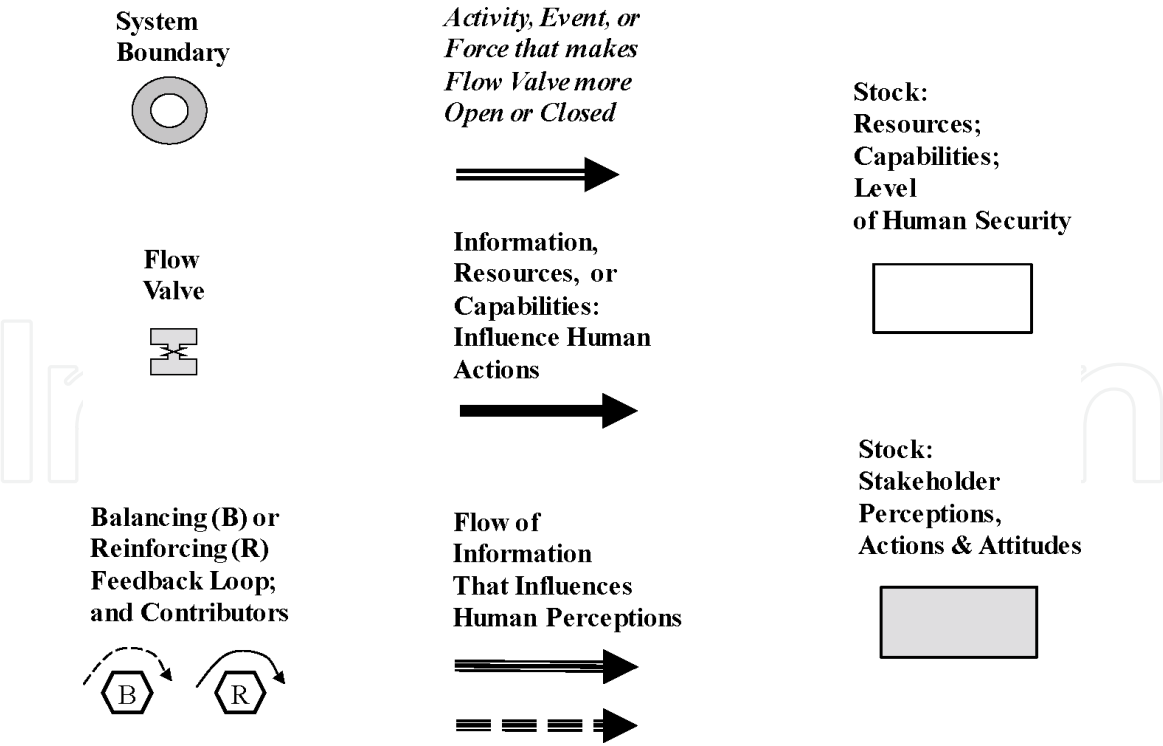 System
Boundary
Activity, Event, or
Force that makes
Flow Valve more
Open or Closed
Stock:
Resources;
Capabilities;
Level
of Human Security
Flow
Valve
Information,
Resources, or
Capabilities:
Influence Human
Actions
Stock:
Stakeholder
Perceptions,
Actions & Attitudes
Balancing (B) or
Reinforcing (R)
Feedback Loop;
and Contributors
B
R
Flow of
Information
That Influences
Human Perceptions